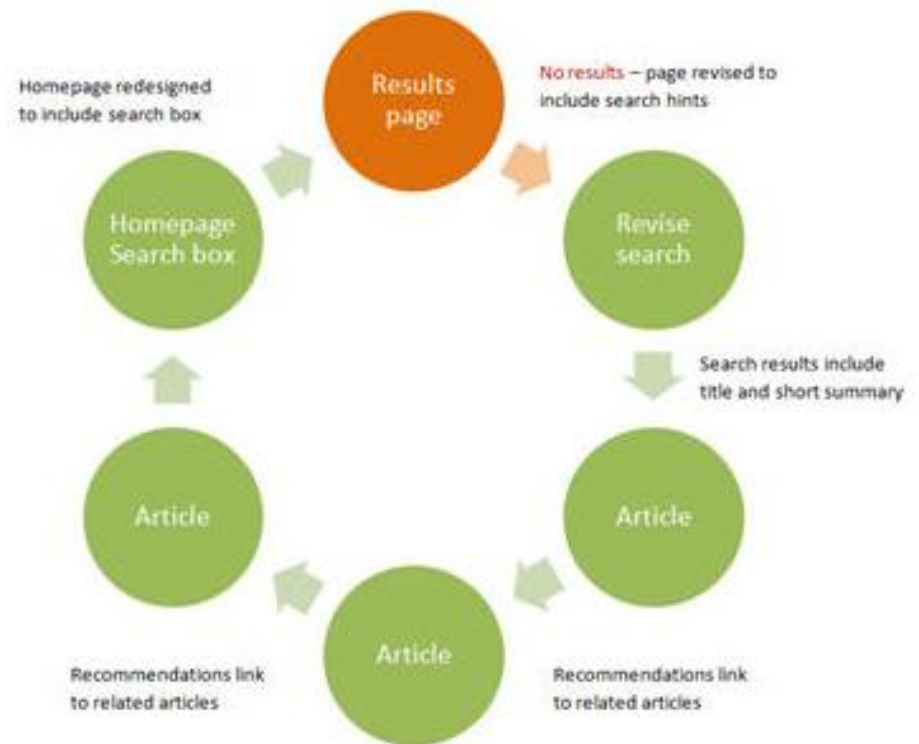 Results
page
No results – page revised to
include search hints
Homepage redesigned
to include search box
Homepage
Search box
Revise
search
Search results include
title and short summary
Article
Article
Article
Recommendations link
to related articles
Recommendations link
to related articles